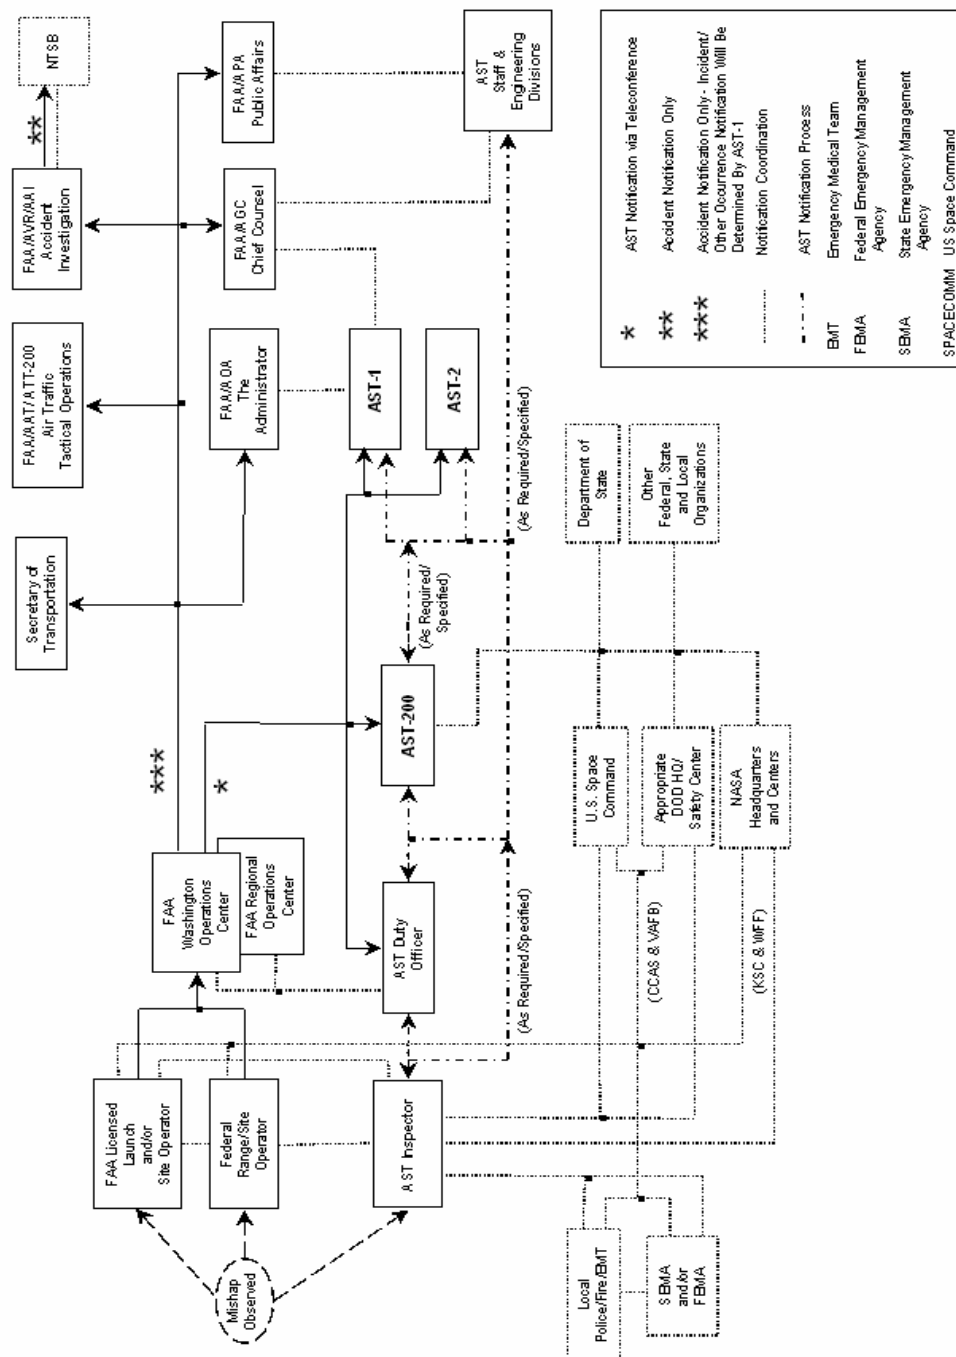 Mishap
Observed
FAA Licensed
Launch
and/or
Site Operator
Federal
Range/Site
Operator
AST Inspector
Local
Police/Fire/EMT
SEMA
and/or
FEMA
FAA
Washington
Operations
Center
FAA Regional
Operations
Center
AST Duty
Officer
(As Required/Specified)
(CCAS & VAFB)
(KSC & WFF)
***
*
Secretary of
Transportation
AST-200
U.S. Space
Command
Appropriate
DOD HQ/
Safety Center
NASA
Headquarters
and Centers
(As Required/
Specified)
FAA/AAT/ATT-200
Air Traffic
Tactical Operations
FAA/AOA
The
Administrator
AST-1
AST-2
(As Required/Specified)
Department of
State
Other
Federal, State
and Local
Organizations
NTSB
**
FAA/AVR/AAI
Accident
Investigation
FAA/APA
Public Affairs
FAA/AGC
Chief Counsel
AST
Staff &
Engineering
Divisions
* AST Notification via Teleconference
** Accident Notification Only
*** Accident Notification Only - Incident/
Other Occurrence Notification Will Be
Determined By AST-1
Notification Coordination
AST Notification Process
EMT Emergency Medical Team
FEMA Federal Emergency Management
Agency
SEMA State Emergency Management
Agency
SPACECOMM US Space Command